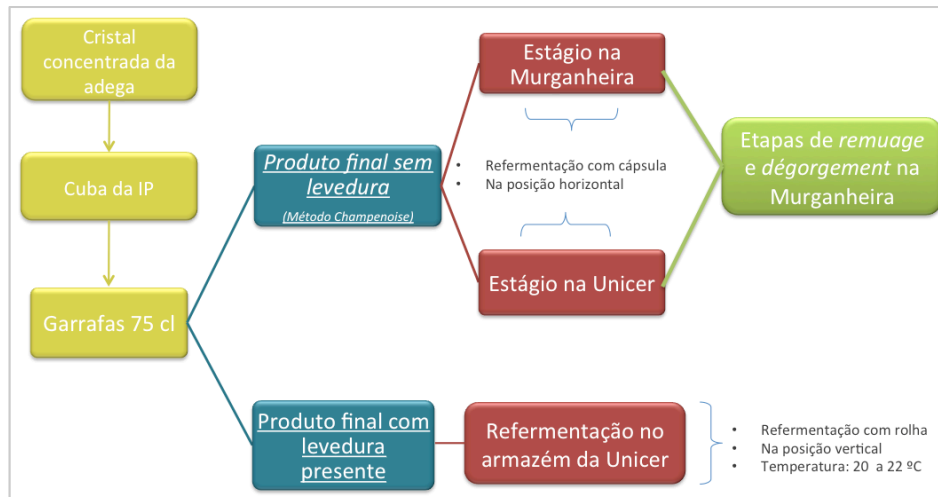 Cristal
concentrada da
adega
Cuba da IP
Garrafas 75 cl
Produto final sem
levedura
(Método Champenoise)
Produto final com
levedura
presente
Estágio na
Murganheira
• Refermentação com cápsula
• Na posição horizontal
Estágio na Unicer
Etapas de remuage
e dégorgement na
Murganheira
Refermentação no
armazém da Unicer
• Refermentação com rolha
• Na posição vertical
• Temperatura: 20 a 22 ºC